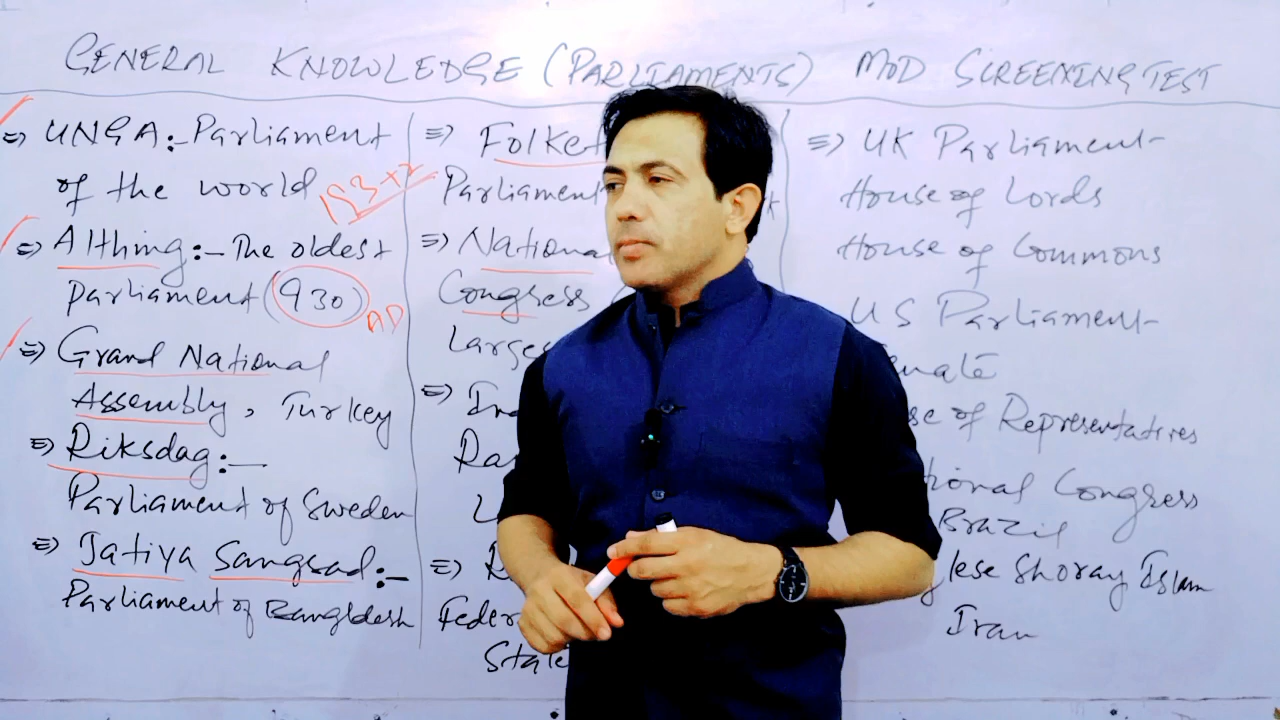 GENERAL KNOWLEDGE (PARLIAMENTS) MOD SCREENING TEST
⇒ UNGA:- Parliament
of the world 193+2
⇒ Althing:- The oldest
parliament (930) AD
⇒ Grand National
Assembly, Turkey
⇒ Riksdag:-
Parliament of Sweden
⇒ Jatiya Sangsad:-
Parliament of Bangldesh
⇒ Folket
Parliament
⇒ National
Congress
Larges
⇒
⇒
Feder
State
⇒ UK Parliament
House of Lords
House of Commons
US Parliament
enate
se of Representatives
tional Congress
Brazil
lese Shoray Islam
Iran